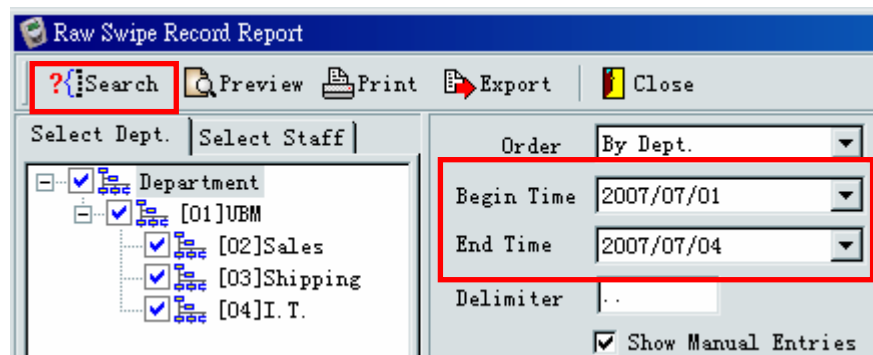 Raw Swipe Record Report
?{Search Preview Print Export Close
Select Dept. Select Staff
Department
[01]UBM
[02]Sales
[03]Shipping
[04]I.T.
Order By Dept.
Begin Time 2007/07/01
End Time 2007/07/04
Delimiter ..
Show Manual Entries